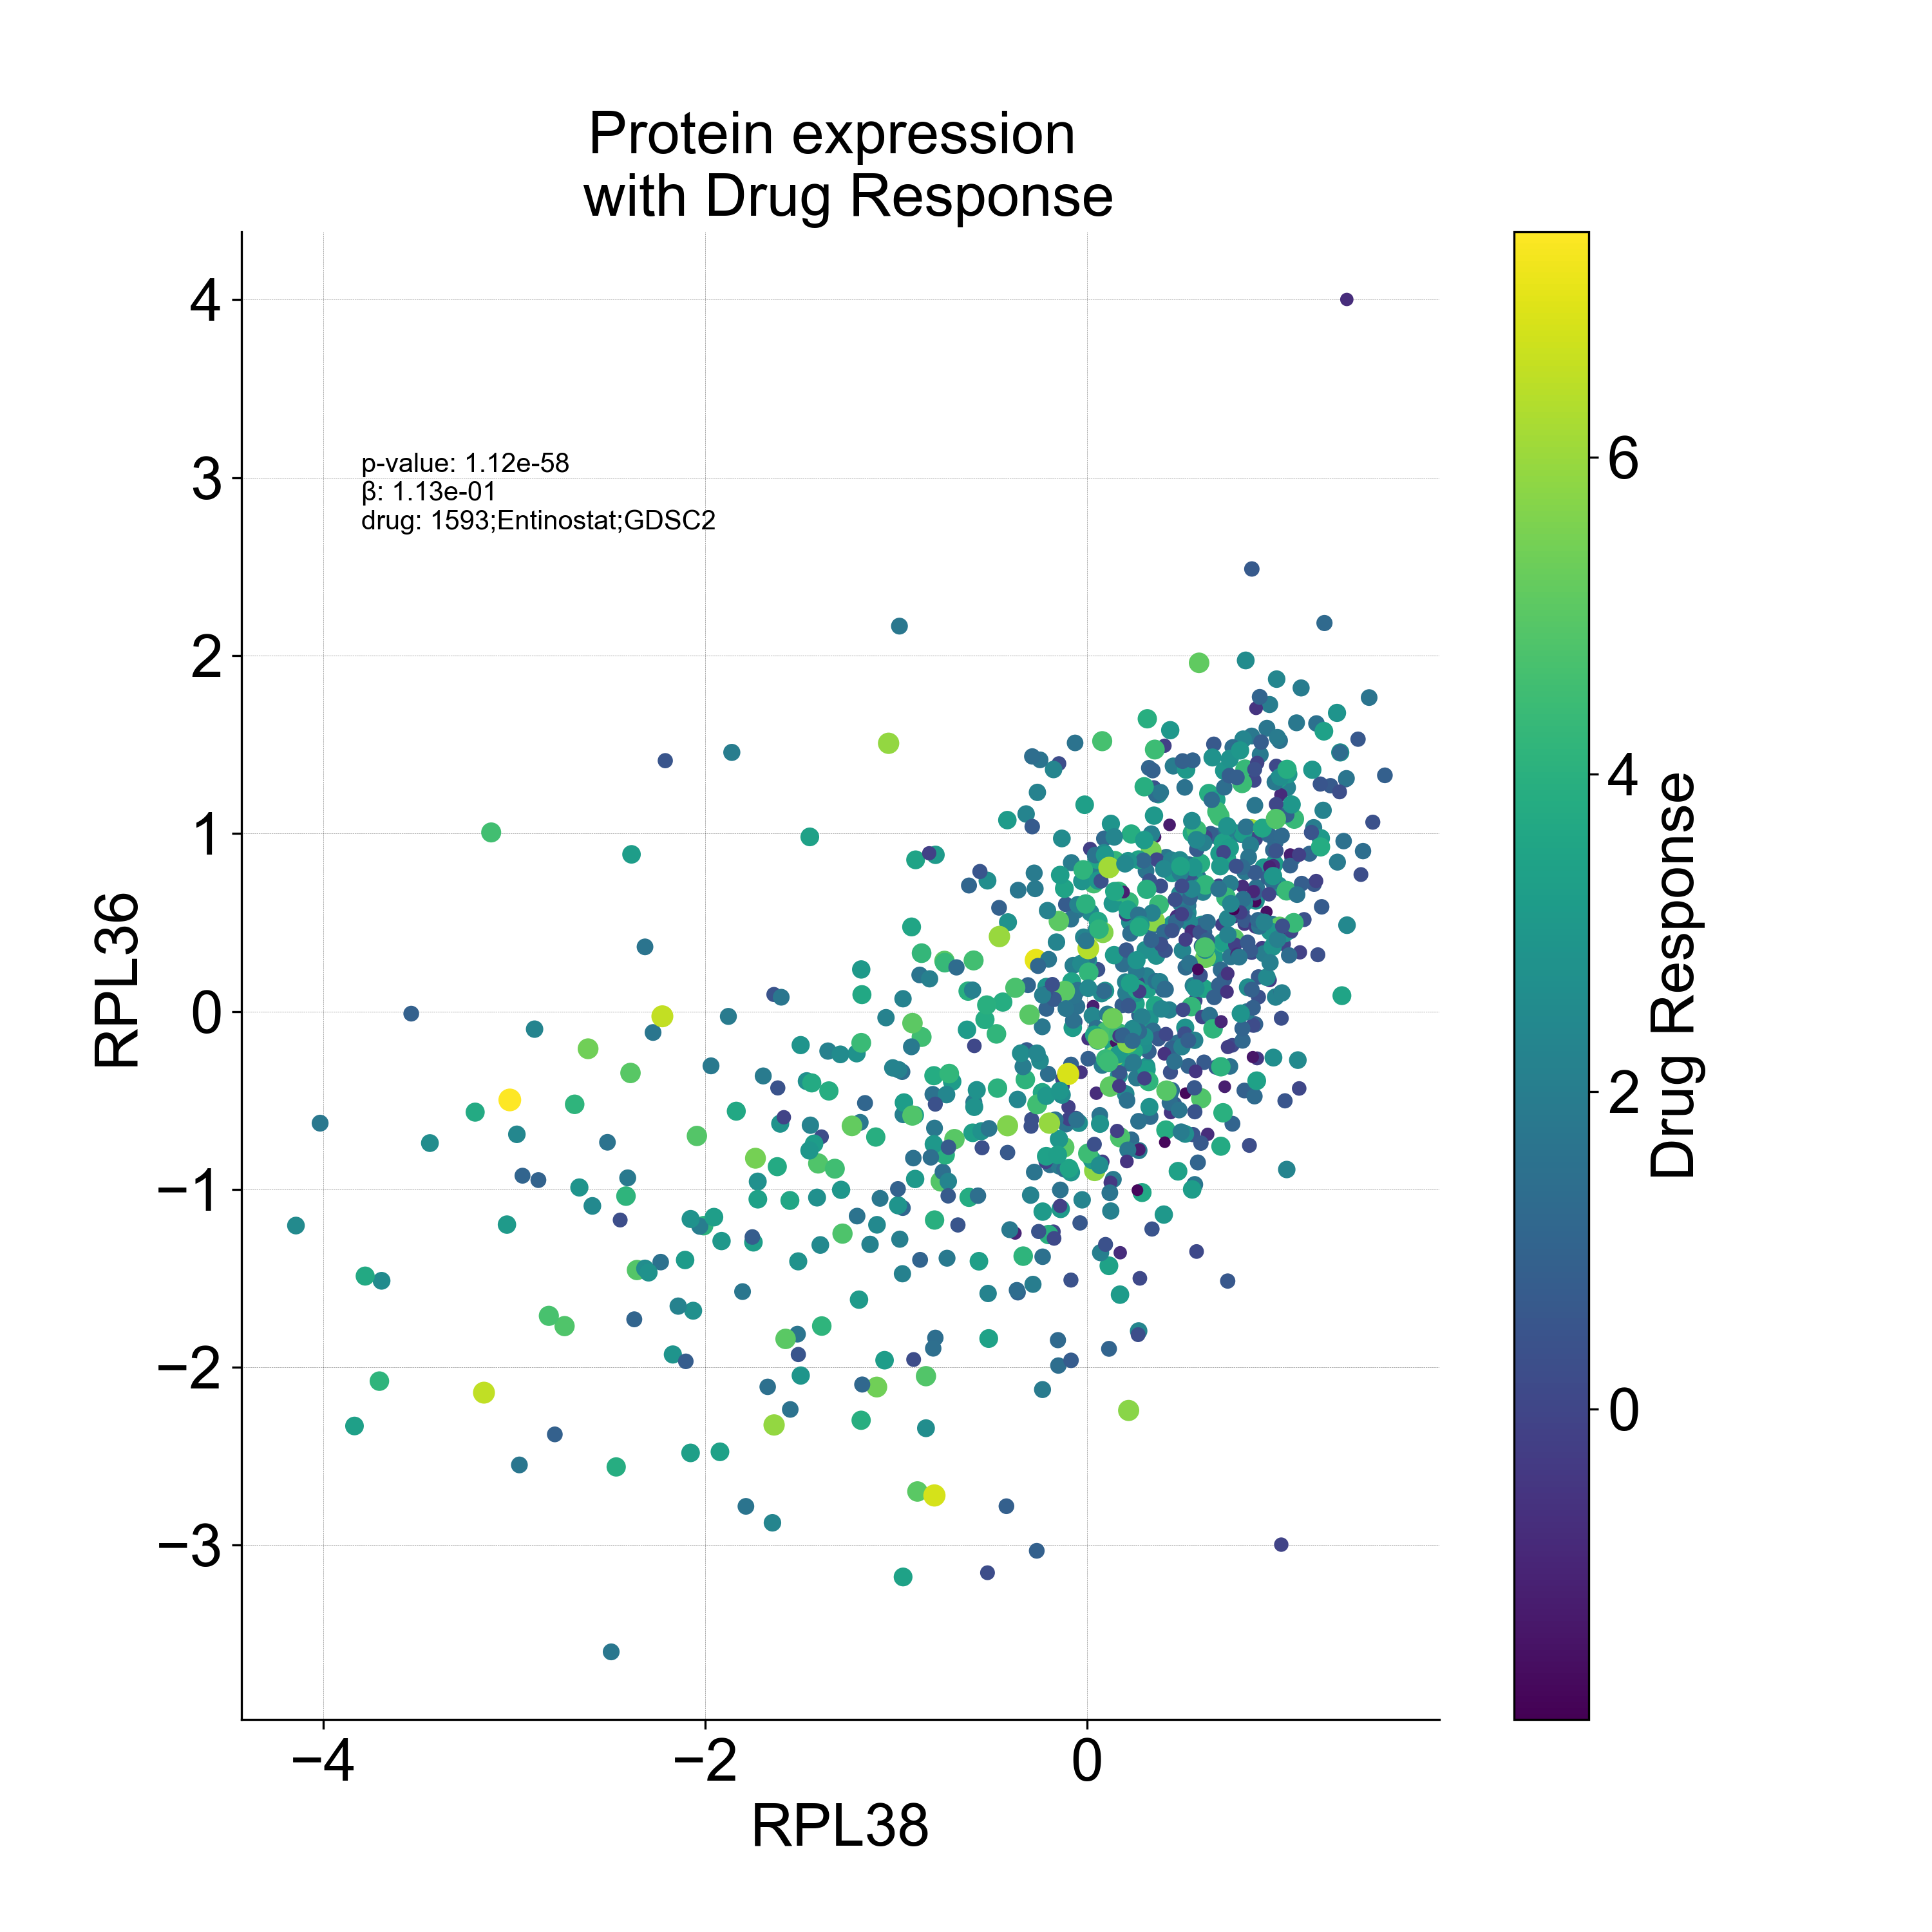 Protein expression
with Drug Response
4
3
2
1
0
−1
−2
−3
p-value: 1.12e-58
β: 1.13e-01
drug: 1593;Entinostat;GDSC2
RPL36
−4
−2
0
RPL38
6
4
2
0
Drug Response